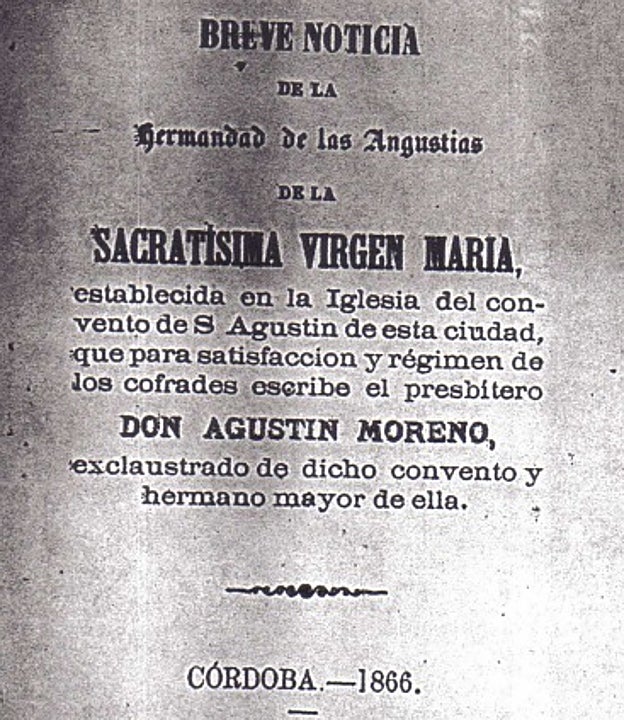 BREVE NOTICIA
DE LA
Hermandad de las Angustias
DE LA
SACRATÍSIMA VIRGEN MARIA,
establecida en la Iglesia del con-
vento de S Agustin de esta ciudad,
que para satisfaccion y régimen de
los cofrades escribe el presbítero
DON AGUSTIN MORENO,
exclaustrado de dicho convento y
hermano mayor de ella.
CÓRDOBA.—1866.